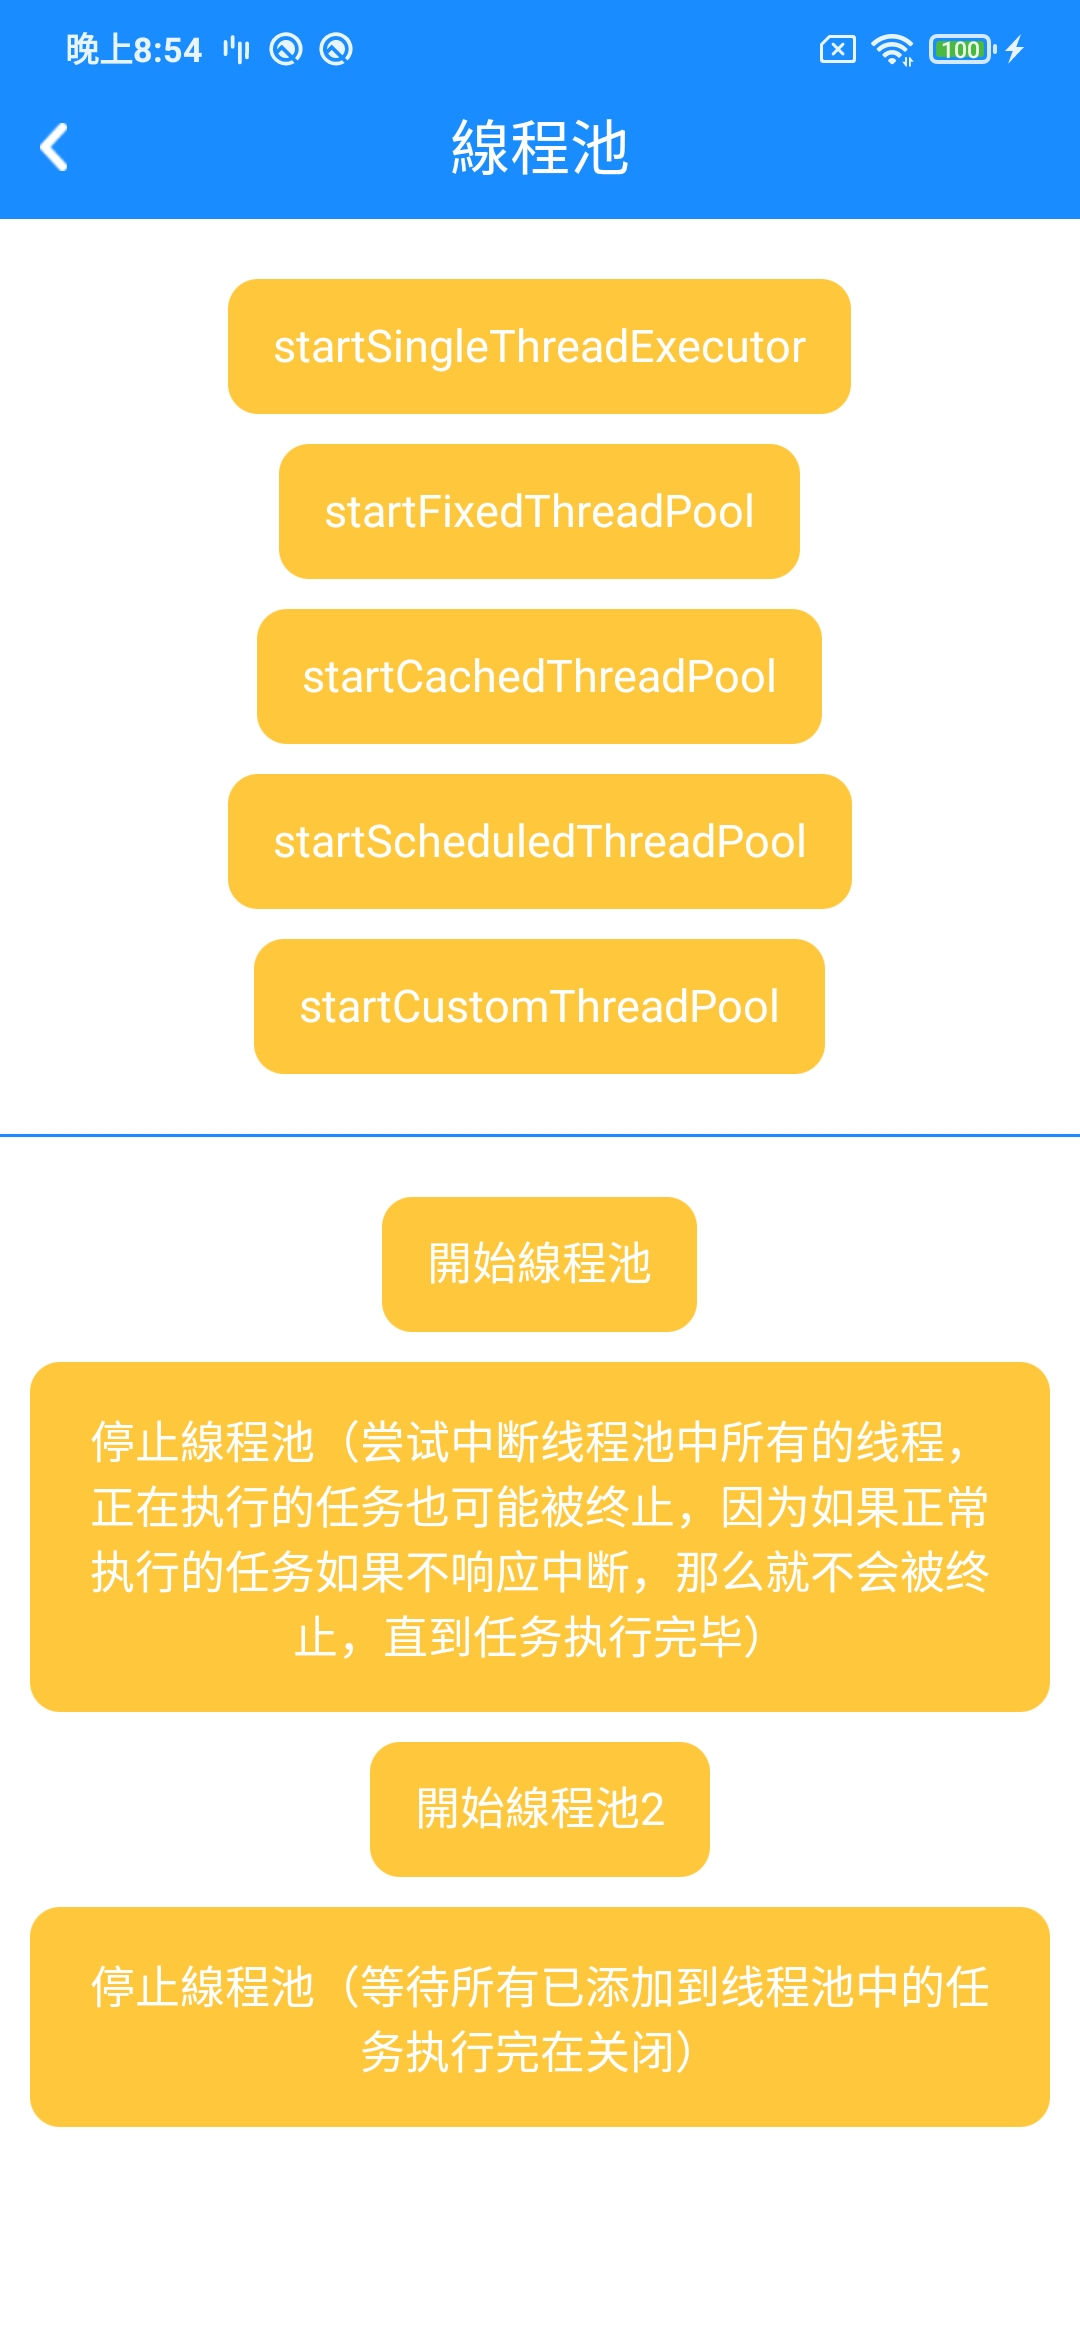 晚上8:54
100
線程池
startSingleThreadExecutor
startFixedThreadPool
startCachedThreadPool
startScheduledThreadPool
startCustomThreadPool
開始線程池
停止線程池（尝试中断线程池中所有的线程，
正在执行的任务也可能被终止，因为如果正常
执行的任务如果不响应中断，那么就不会被终
止，直到任务执行完毕）
開始線程池2
停止線程池（等待所有已添加到线程池中的任
务执行完在关闭）